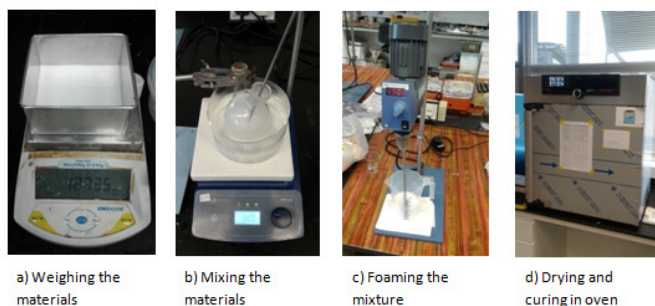 a) Weighing the
materials
b) Mixing the
materials
c) Foaming the
mixture
d) Drying and
curing in oven